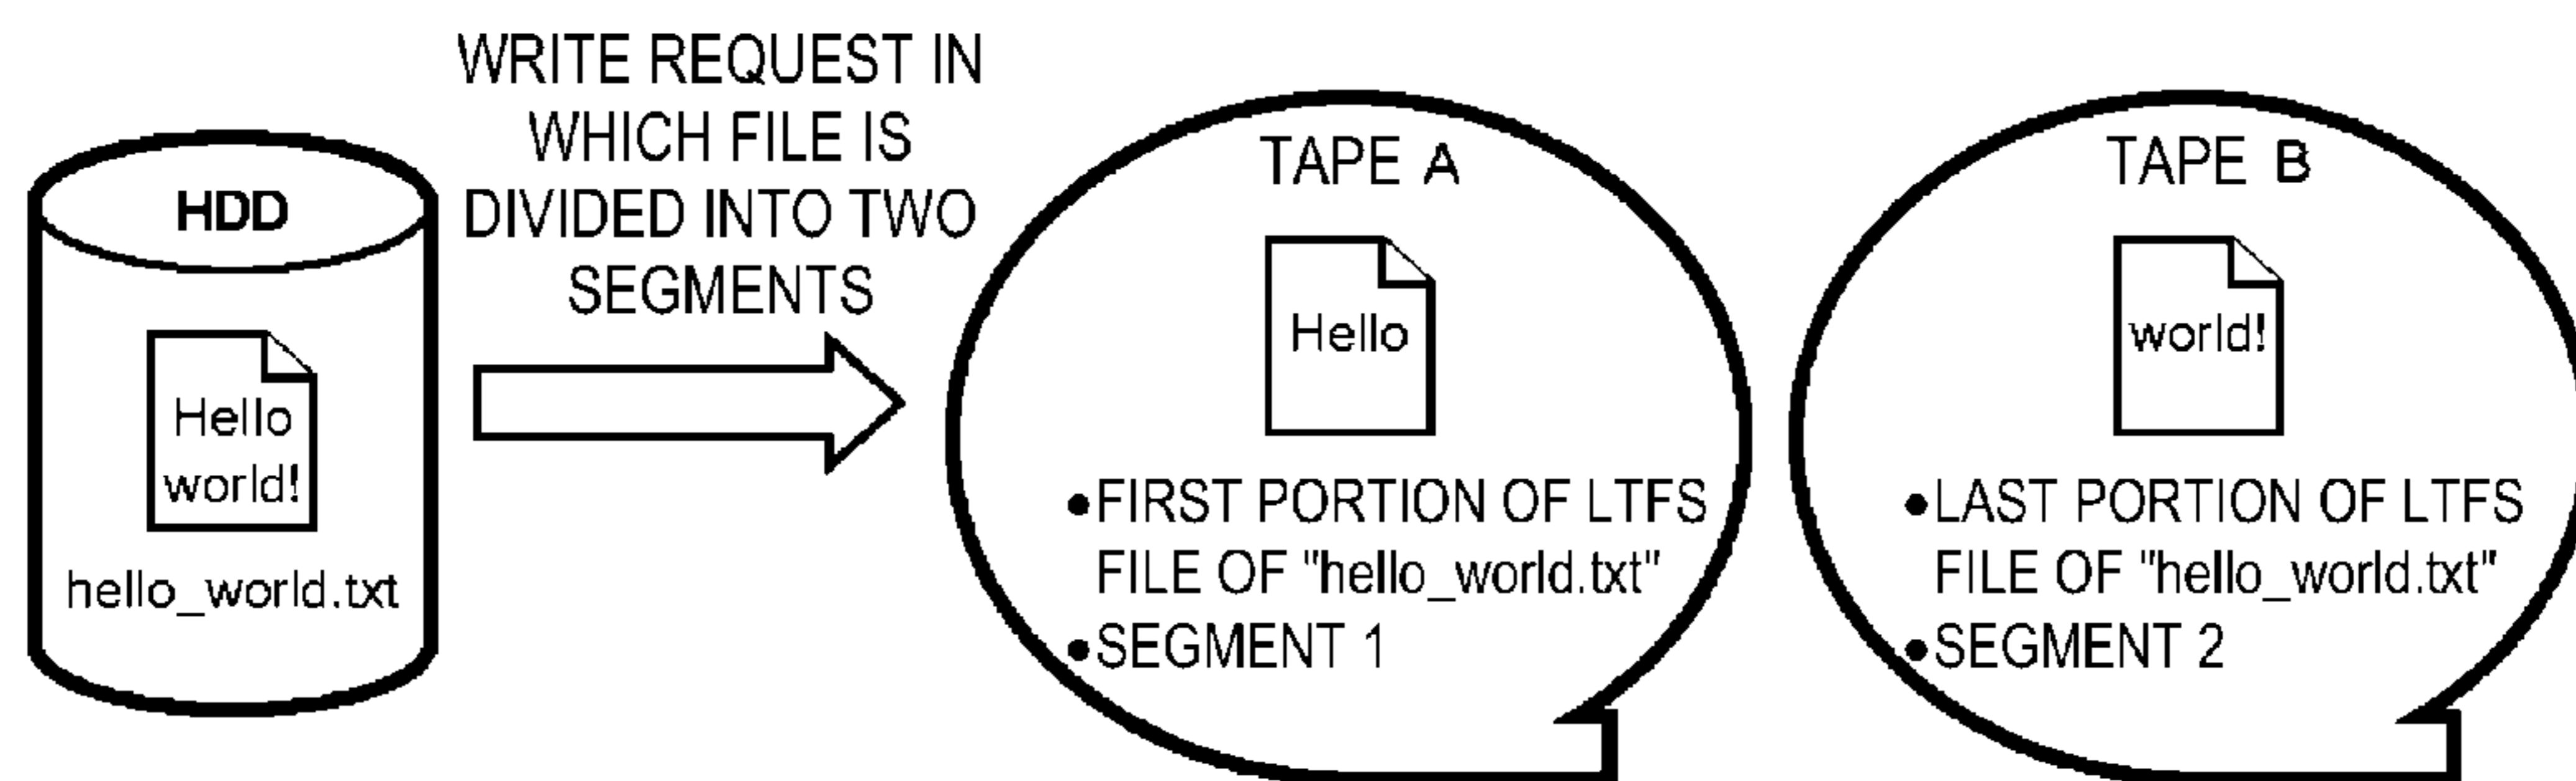 HDD
Hello
world!
hello_world.txt
WRITE REQUEST IN
WHICH FILE IS
DIVIDED INTO TWO
SEGMENTS
TAPE A
Hello
•FIRST PORTION OF LTFS
FILE OF "hello_world.txt"
•SEGMENT 1
TAPE B
world!
•LAST PORTION OF LTFS
FILE OF "hello_world.txt"
•SEGMENT 2